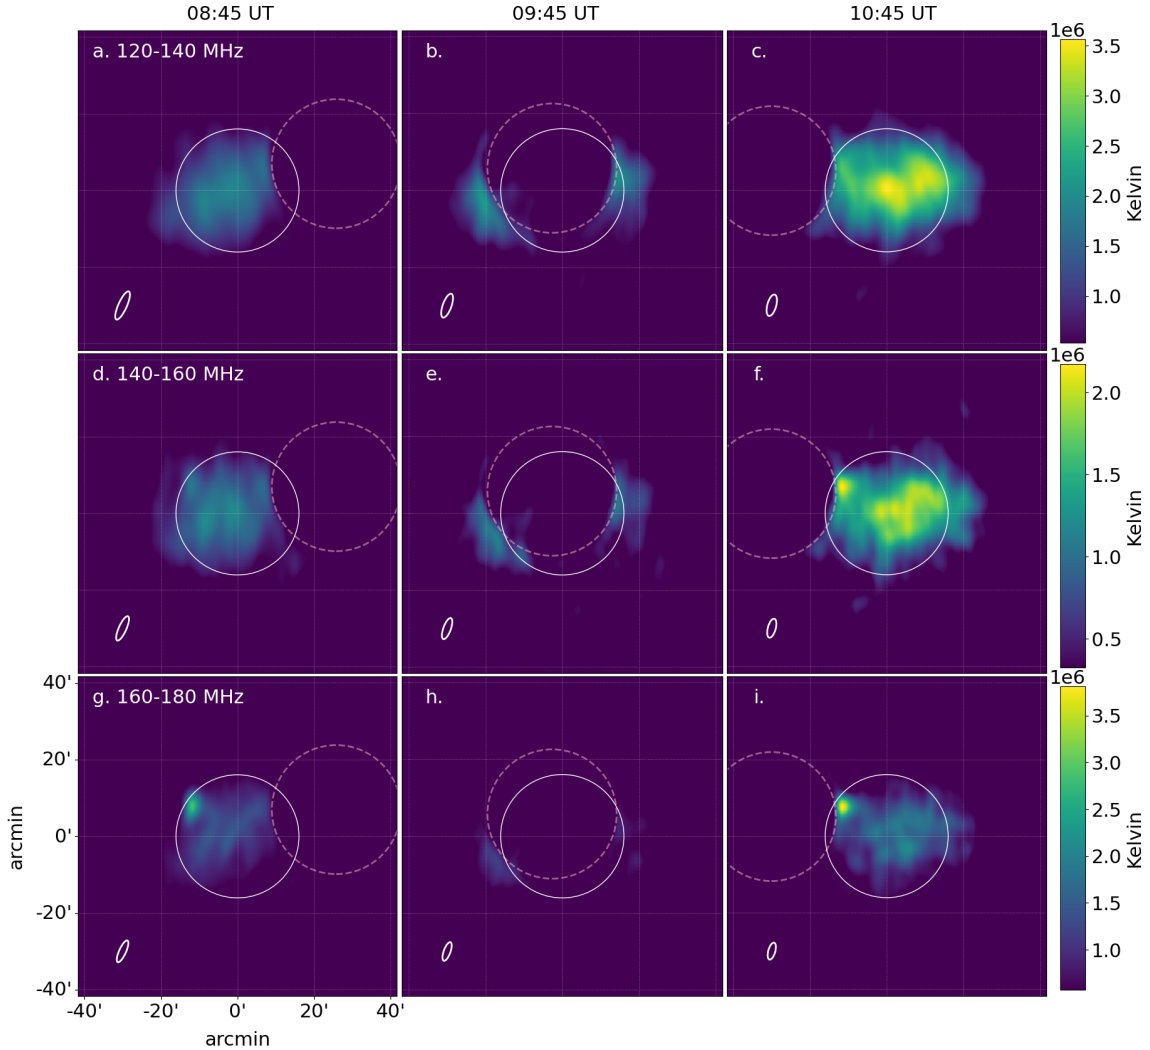 08:45 UT
09:45 UT
10:45 UT
a. 120-140 MHz
b.
c.
1e6
3.5
3.0
2.5
2.0
1.5
1.0
Kelvin
d. 140-160 MHz
e.
f.
1e6
2.0
1.5
1.0
0.5
Kelvin
g. 160-180 MHz
h.
i.
1e6
3.5
3.0
2.5
2.0
1.5
1.0
Kelvin
40'
20'
0'
-20'
-40'
arcmin
-40'
-20'
0'
20'
40'
arcmin